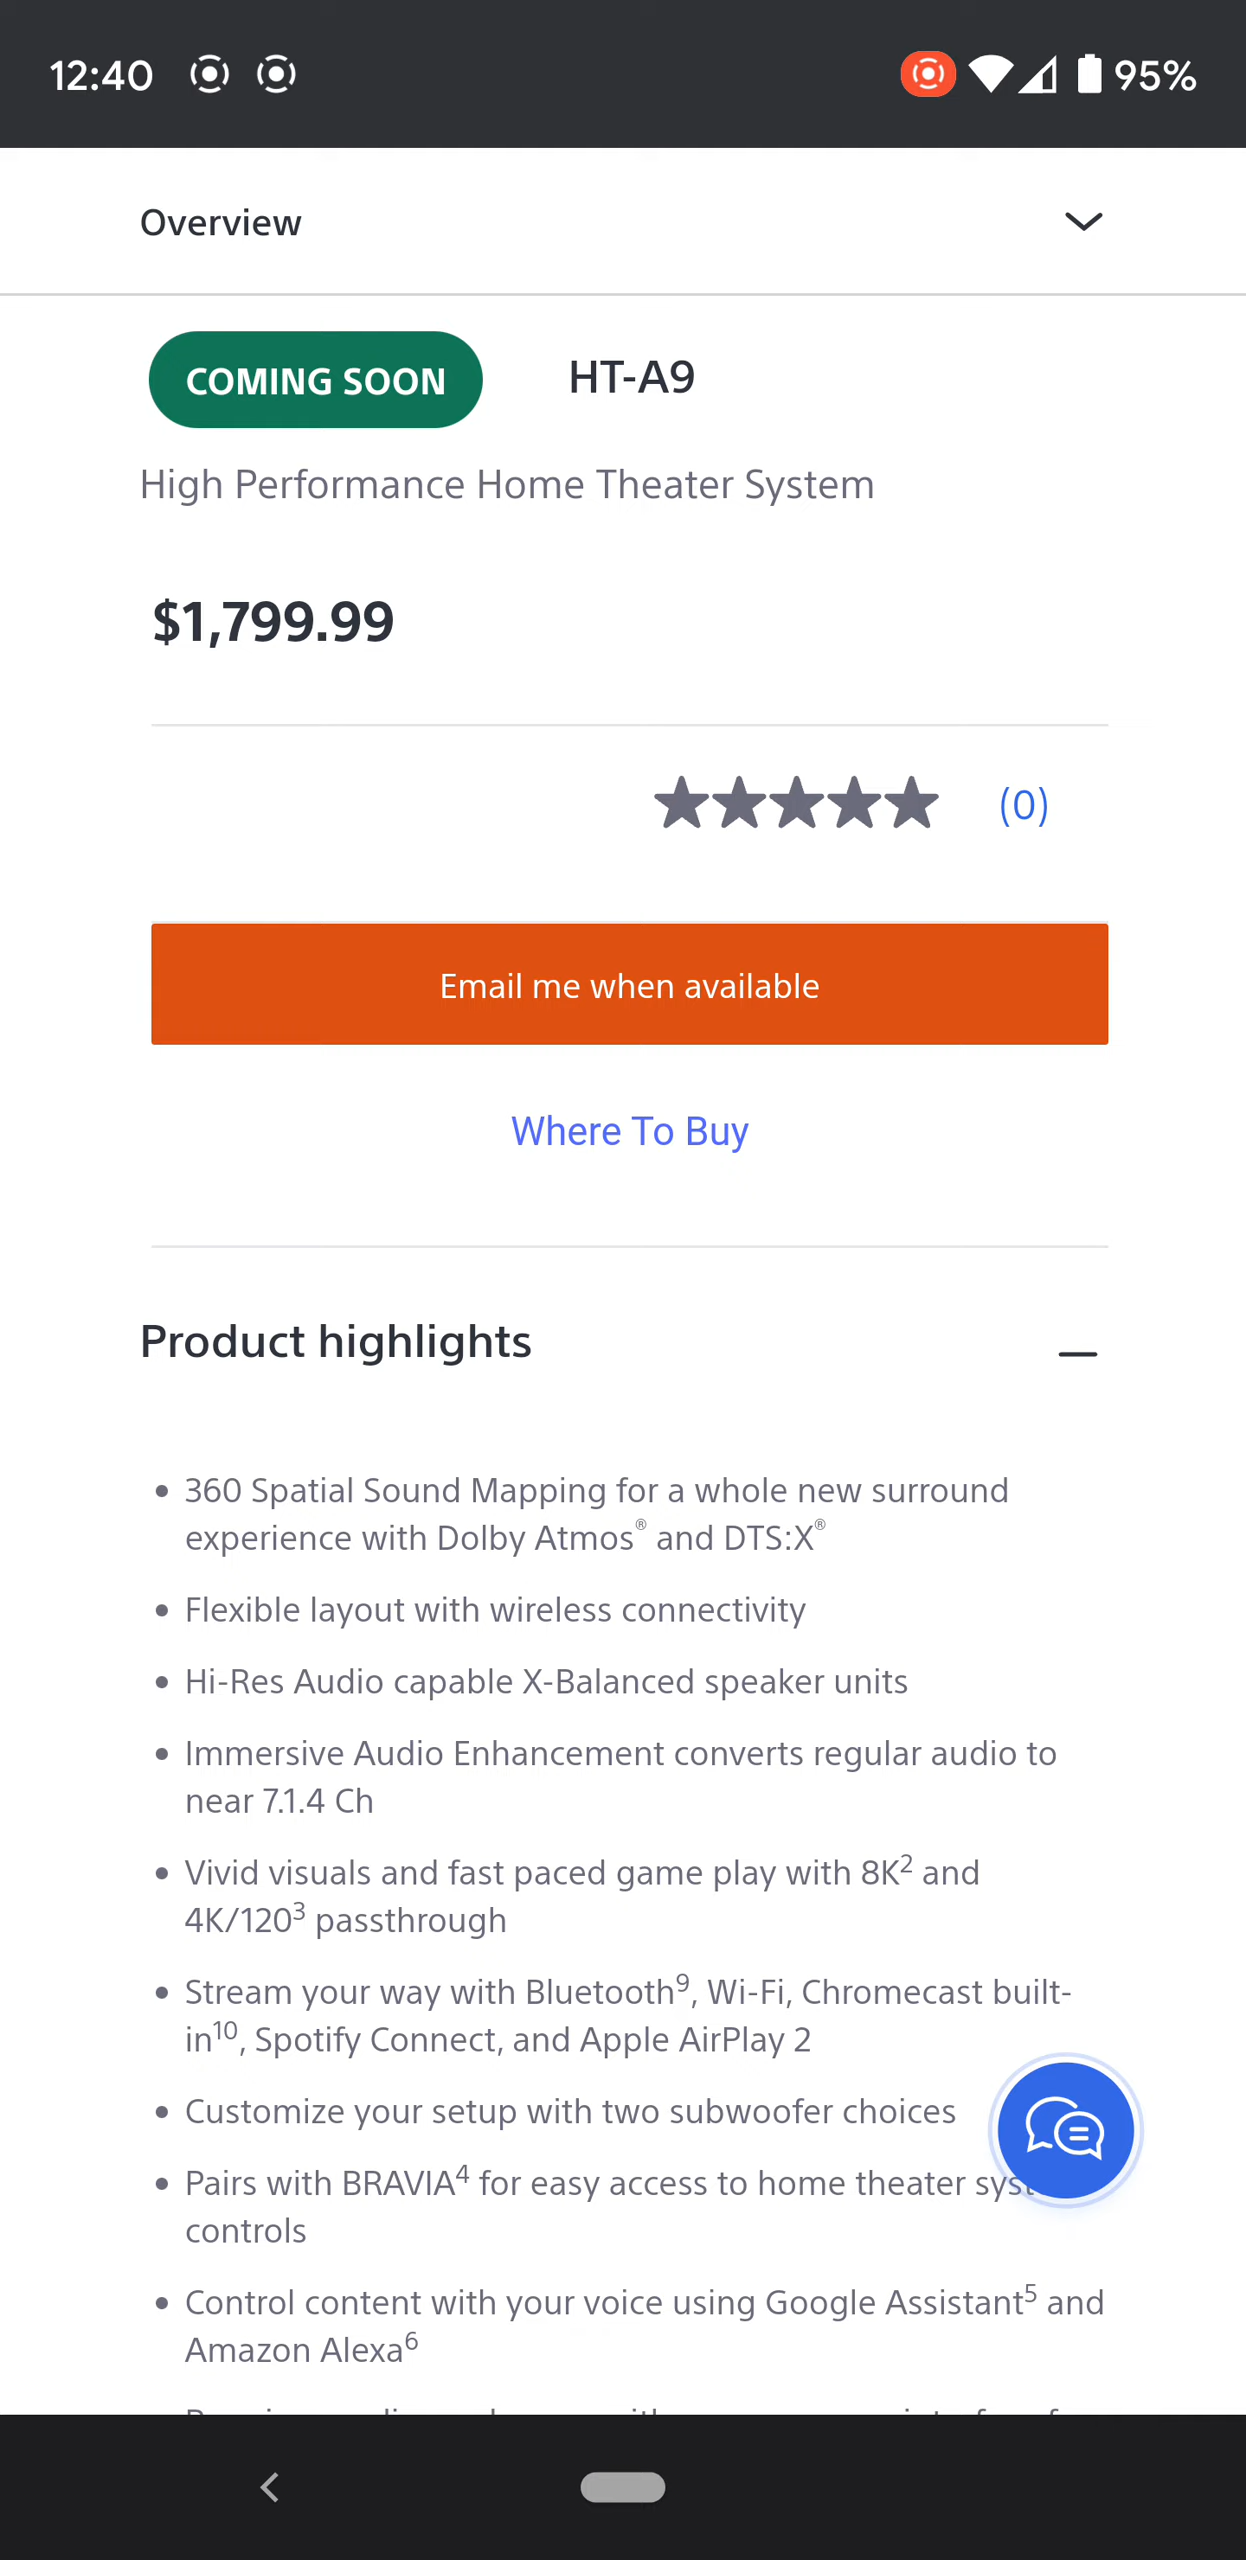 12:40
95%
Overview
COMING SOON
HT-A9
High Performance Home Theater System
$1,799.99
(0)
Email me when available
Where To Buy
Product highlights
• 360 Spatial Sound Mapping for a whole new surround
experience with Dolby Atmos® and DTS:X®
• Flexible layout with wireless connectivity
• Hi-Res Audio capable X-Balanced speaker units
• Immersive Audio Enhancement converts regular audio to
near 7.1.4 Ch
• Vivid visuals and fast paced game play with 8K² and
4K/120³ passthrough
• Stream your way with Bluetooth⁹, Wi-Fi, Chromecast built-
in¹⁰, Spotify Connect, and Apple AirPlay 2
• Customize your setup with two subwoofer choices
• Pairs with BRAVIA⁴ for easy access to home theater
controls
• Control content with your voice using Google Assistant⁵ and
Amazon Alexa⁶